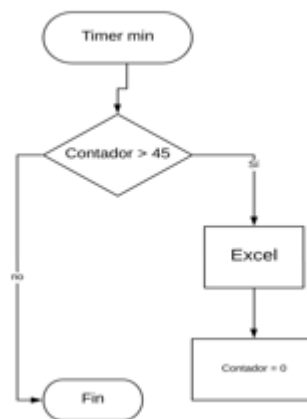 Timer min
Contador > 45
Si
Excel
no
Contador = 0
Fin